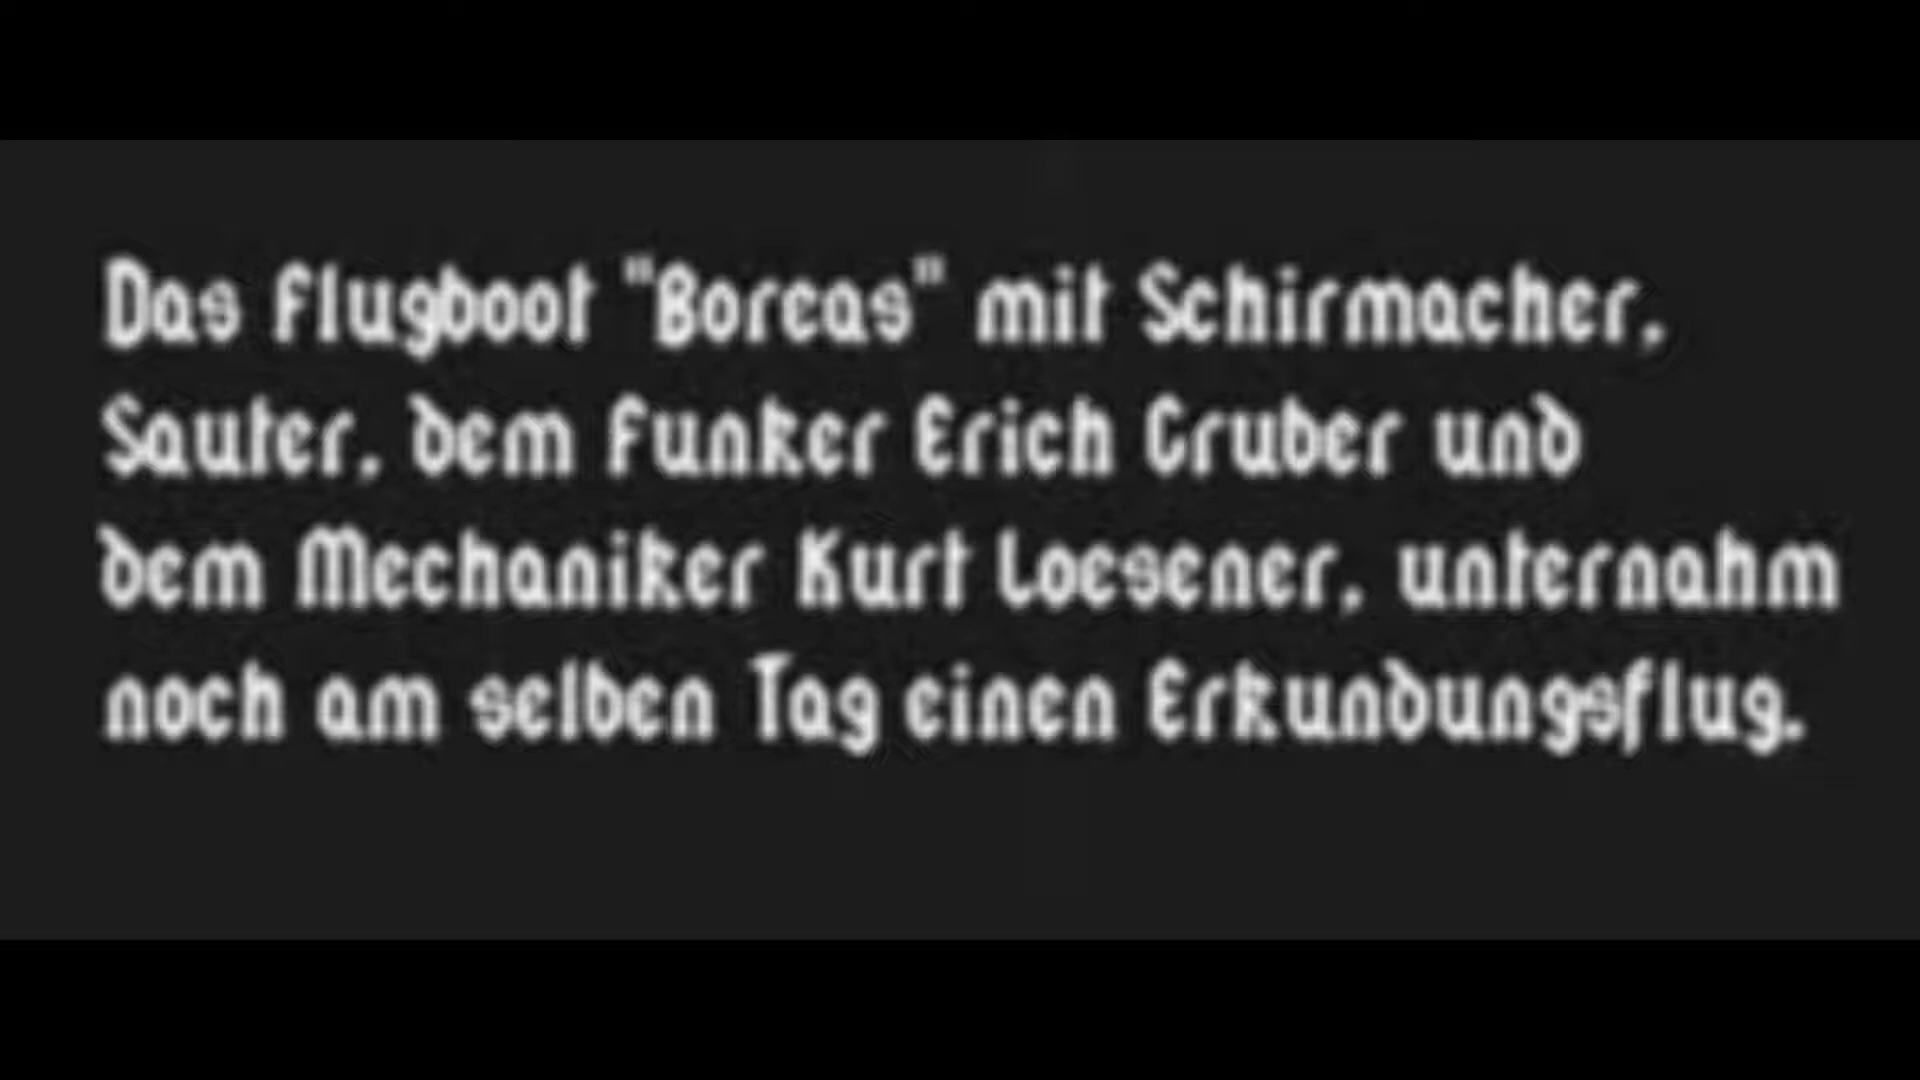 Das Flugboot "Boreas" mit Schirmacher,
Sauter, dem Funker Erich Gruber und
dem Mechaniker Kurt Loesener, unternahm
noch am selben Tag einen Erkundungsflug.